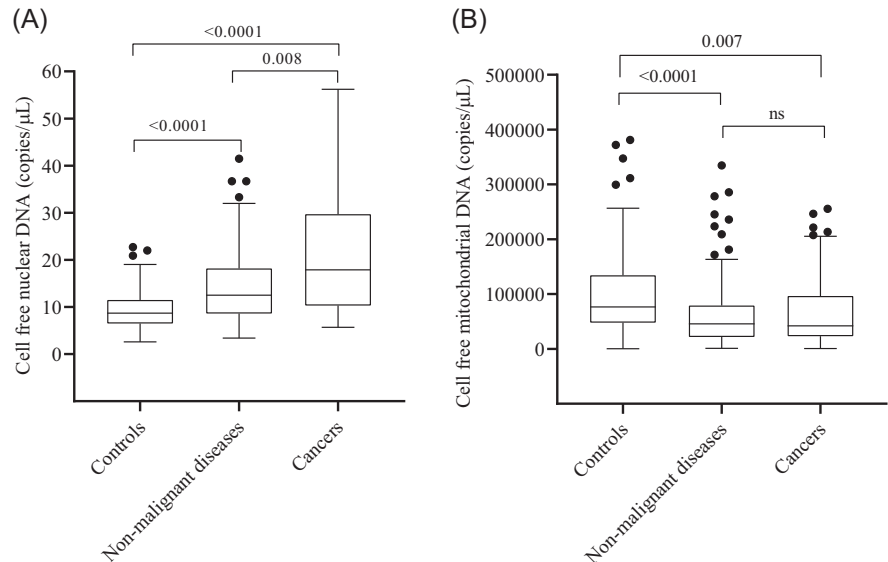 (A)
<0.0001
0.008
<0.0001
Cell free nuclear DNA (copies/μL)
60
50
40
30
20
10
0
Controls
Non-malignant diseases
Cancers
(B)
0.007
<0.0001
ns
Cell free mitochondrial DNA (copies/μL)
500000
400000
300000
200000
100000
0
Controls
Non-malignant diseases
Cancers